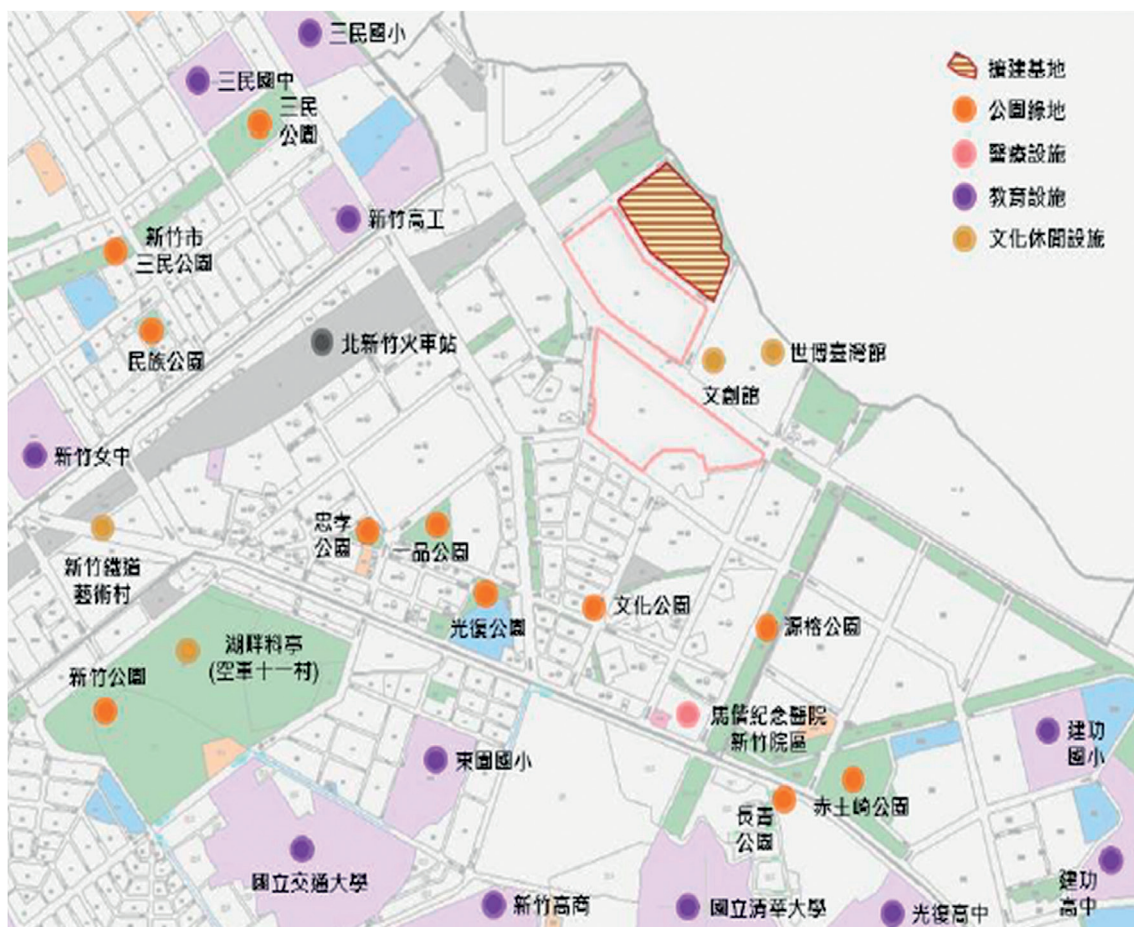 三民國小
三民國中
三民
公園
擴建基地
公園綠地
醫療設施
教育設施
文化休閒設施
新竹高工
新竹市
三民公園
民族公園
北新竹火車站
世博臺灣館
文創館
新竹女中
忠孝
公園
一品公園
新竹鐵道
藝術村
光復公園
文化公園
源格公園
湖畔料亭
(空軍十一村)
新竹公園
馬偕紀念醫院
新竹院區
建功
國小
東園國小
長青
公園
赤土崎公園
國立交通大學
新竹高商
國立清華大學
光復高中
建功
高中